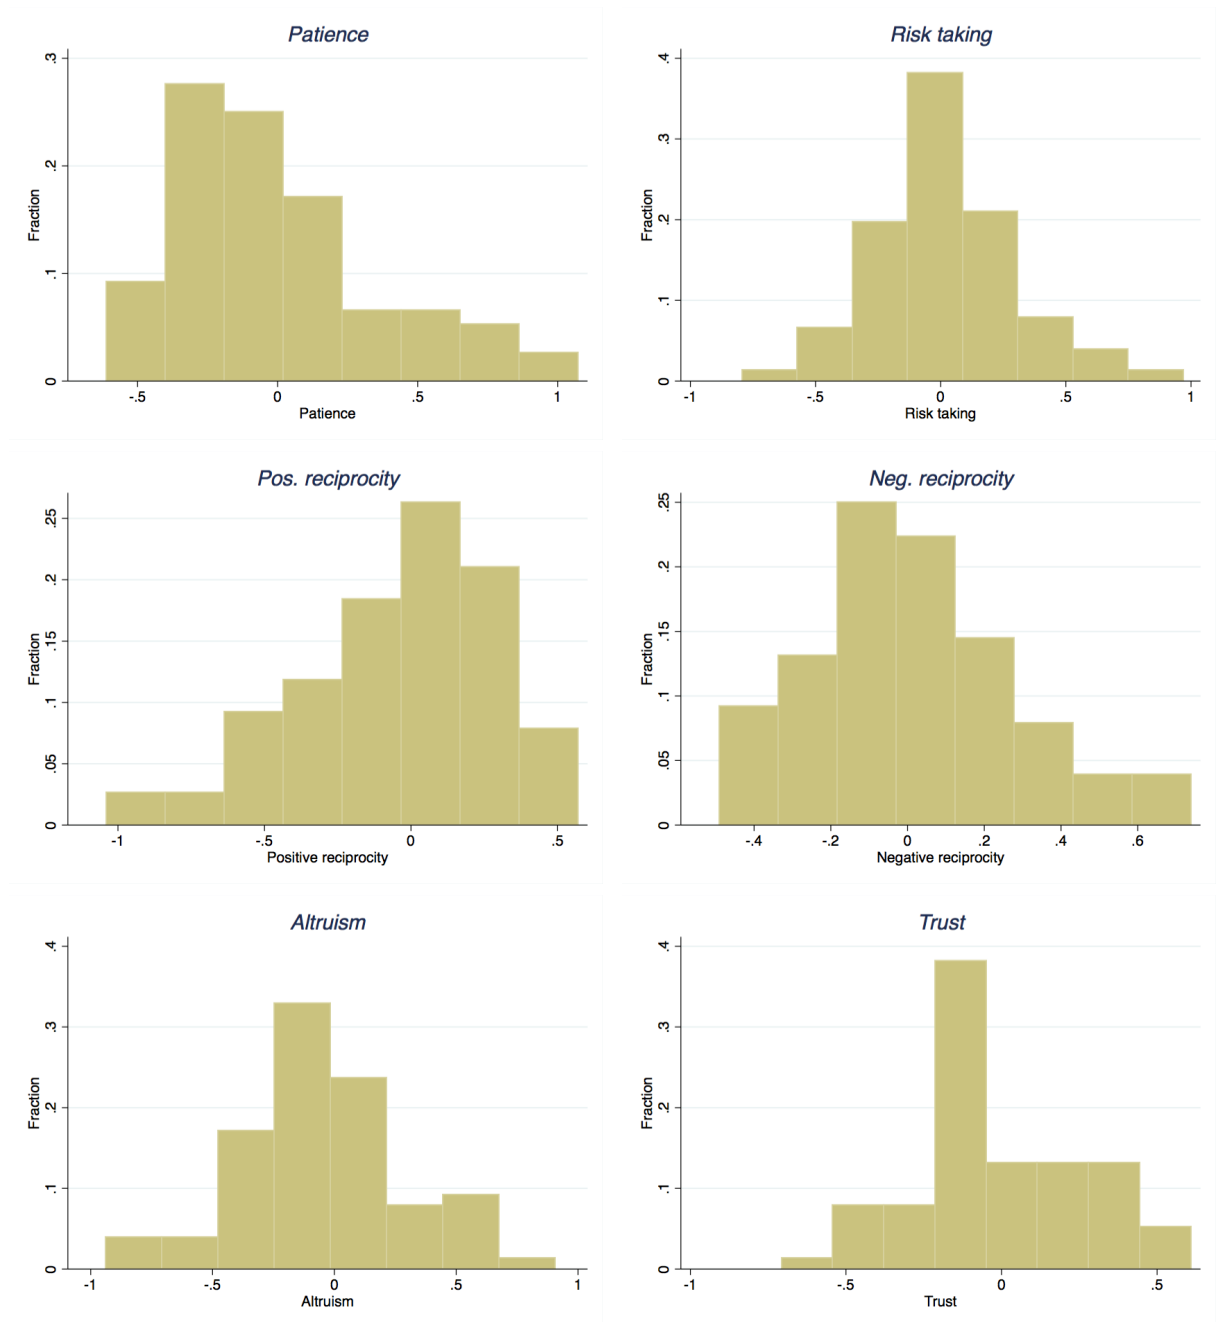 Patience
Fraction
.3
.2
.1
0
-.5 0 .5 1
Patience
Risk taking
Fraction
.4
.3
.2
.1
0
-1 -.5 0 .5 1
Risk taking
Pos. reciprocity
Fraction
.25
.2
.15
.1
.05
0
-1 -.5 0 .5
Positive reciprocity
Neg. reciprocity
Fraction
.25
.2
.15
.1
.05
0
-.4 -.2 0 .2 .4 .6
Negative reciprocity
Altruism
Fraction
.4
.3
.2
.1
0
-1 -.5 0 .5 1
Altruism
Trust
Fraction
.4
.3
.2
.1
0
-1 -.5 0 .5
Trust